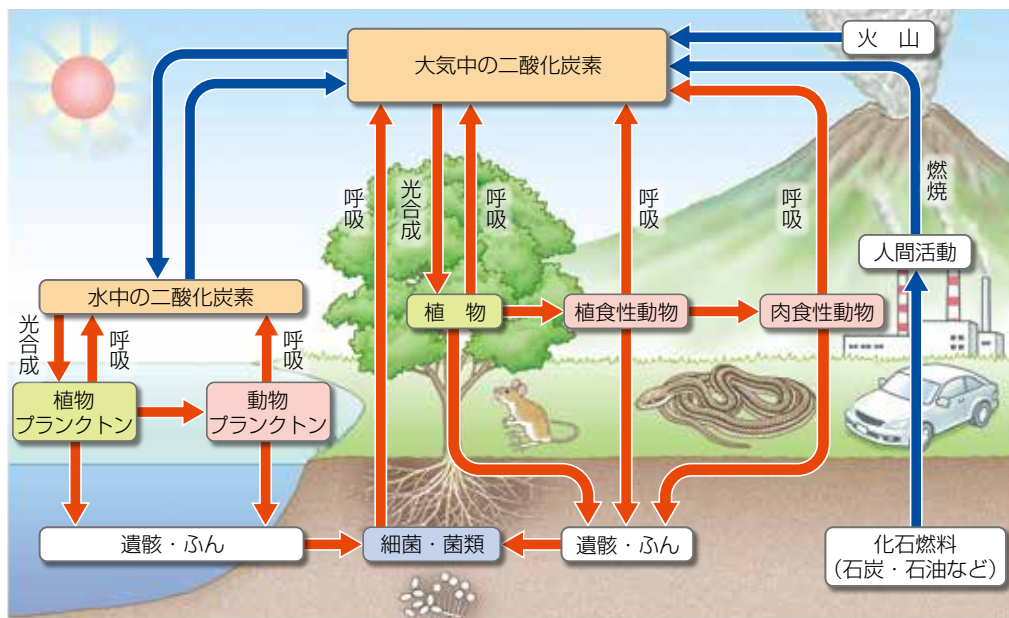 大気中の二酸化炭素
火 山
呼吸
光合成
呼吸
呼吸
呼吸
燃焼
人間活動
水中の二酸化炭素
植 物
植食性動物
肉食性動物
光合成
呼吸
呼吸
植物
プランクトン
動物
プランクトン
遺骸・ふん
細菌・菌類
遺骸・ふん
化石燃料
(石炭・石油など)